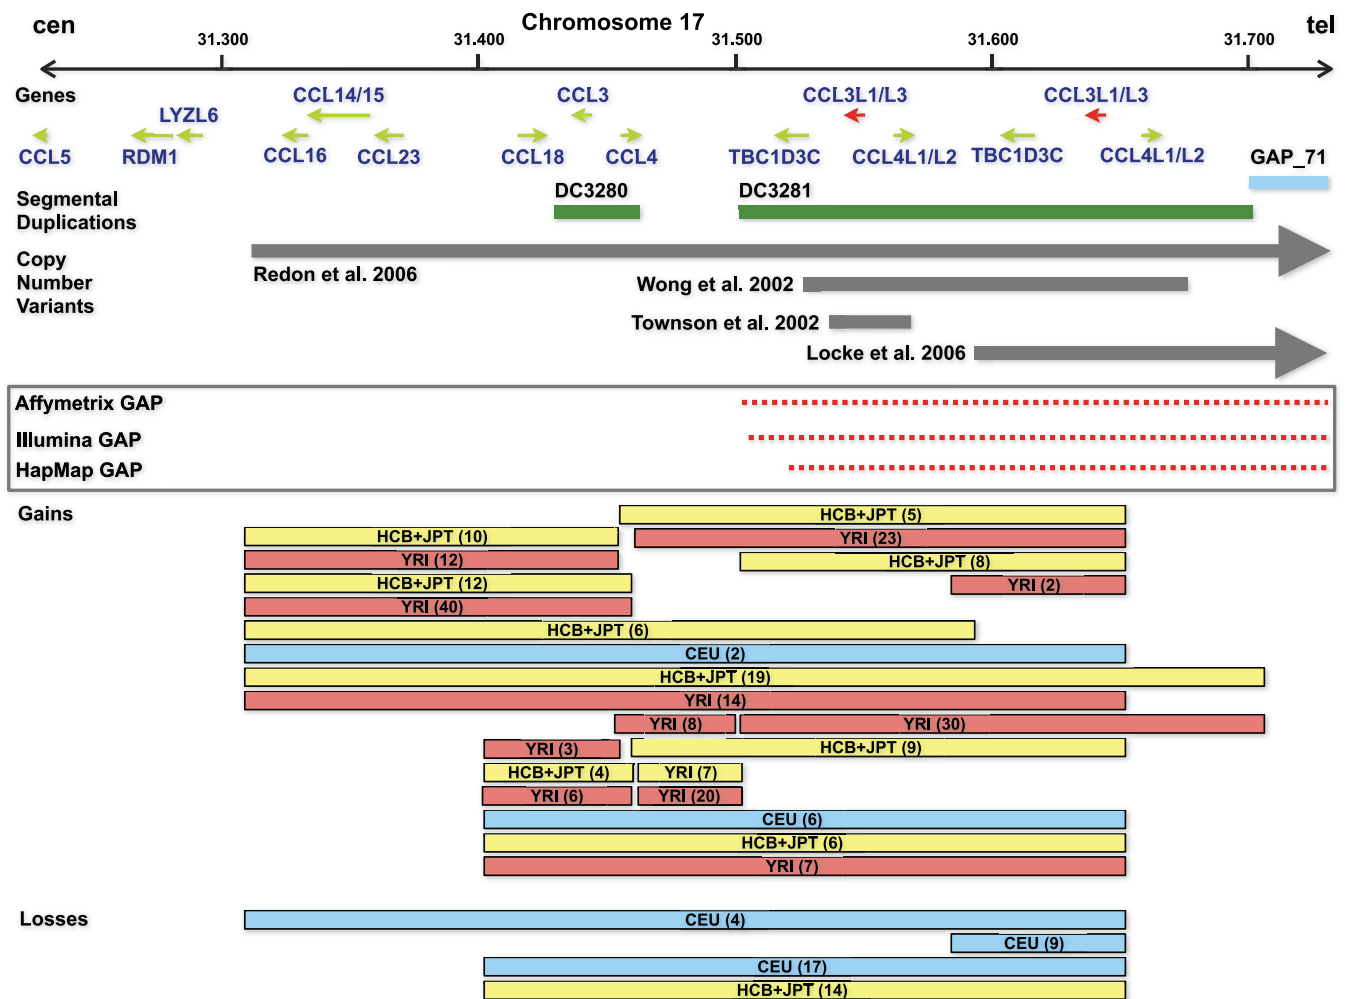 cen
Chromosome 17
tel
31.300
31.400
31.500
31.600
31.700
Genes
CCL14/15
CCL3
CCL3L1/L3
CCL3L1/L3
LYZL6
CCL5
RDM1
CCL16
CCL23
CCL18
CCL4
TBC1D3C
CCL4L1/L2
TBC1D3C
CCL4L1/L2
GAP_71
Segmental
Duplications
DC3280
DC3281
Copy
Number
Variants
Redon et al. 2006
Wong et al. 2002
Townson et al. 2002
Locke et al. 2006
Affymetrix GAP
Illumina GAP
HapMap GAP
Gains
HCB+JPT (5)
HCB+JPT (10)
YRI (23)
YRI (12)
HCB+JPT (8)
HCB+JPT (12)
YRI (2)
YRI (40)
HCB+JPT (6)
CEU (2)
HCB+JPT (19)
YRI (14)
YRI (8)
YRI (30)
YRI (3)
HCB+JPT (9)
HCB+JPT (4)
YRI (7)
YRI (6)
YRI (20)
CEU (6)
HCB+JPT (6)
YRI (7)
Losses
CEU (4)
CEU (9)
CEU (17)
HCB+JPT (14)